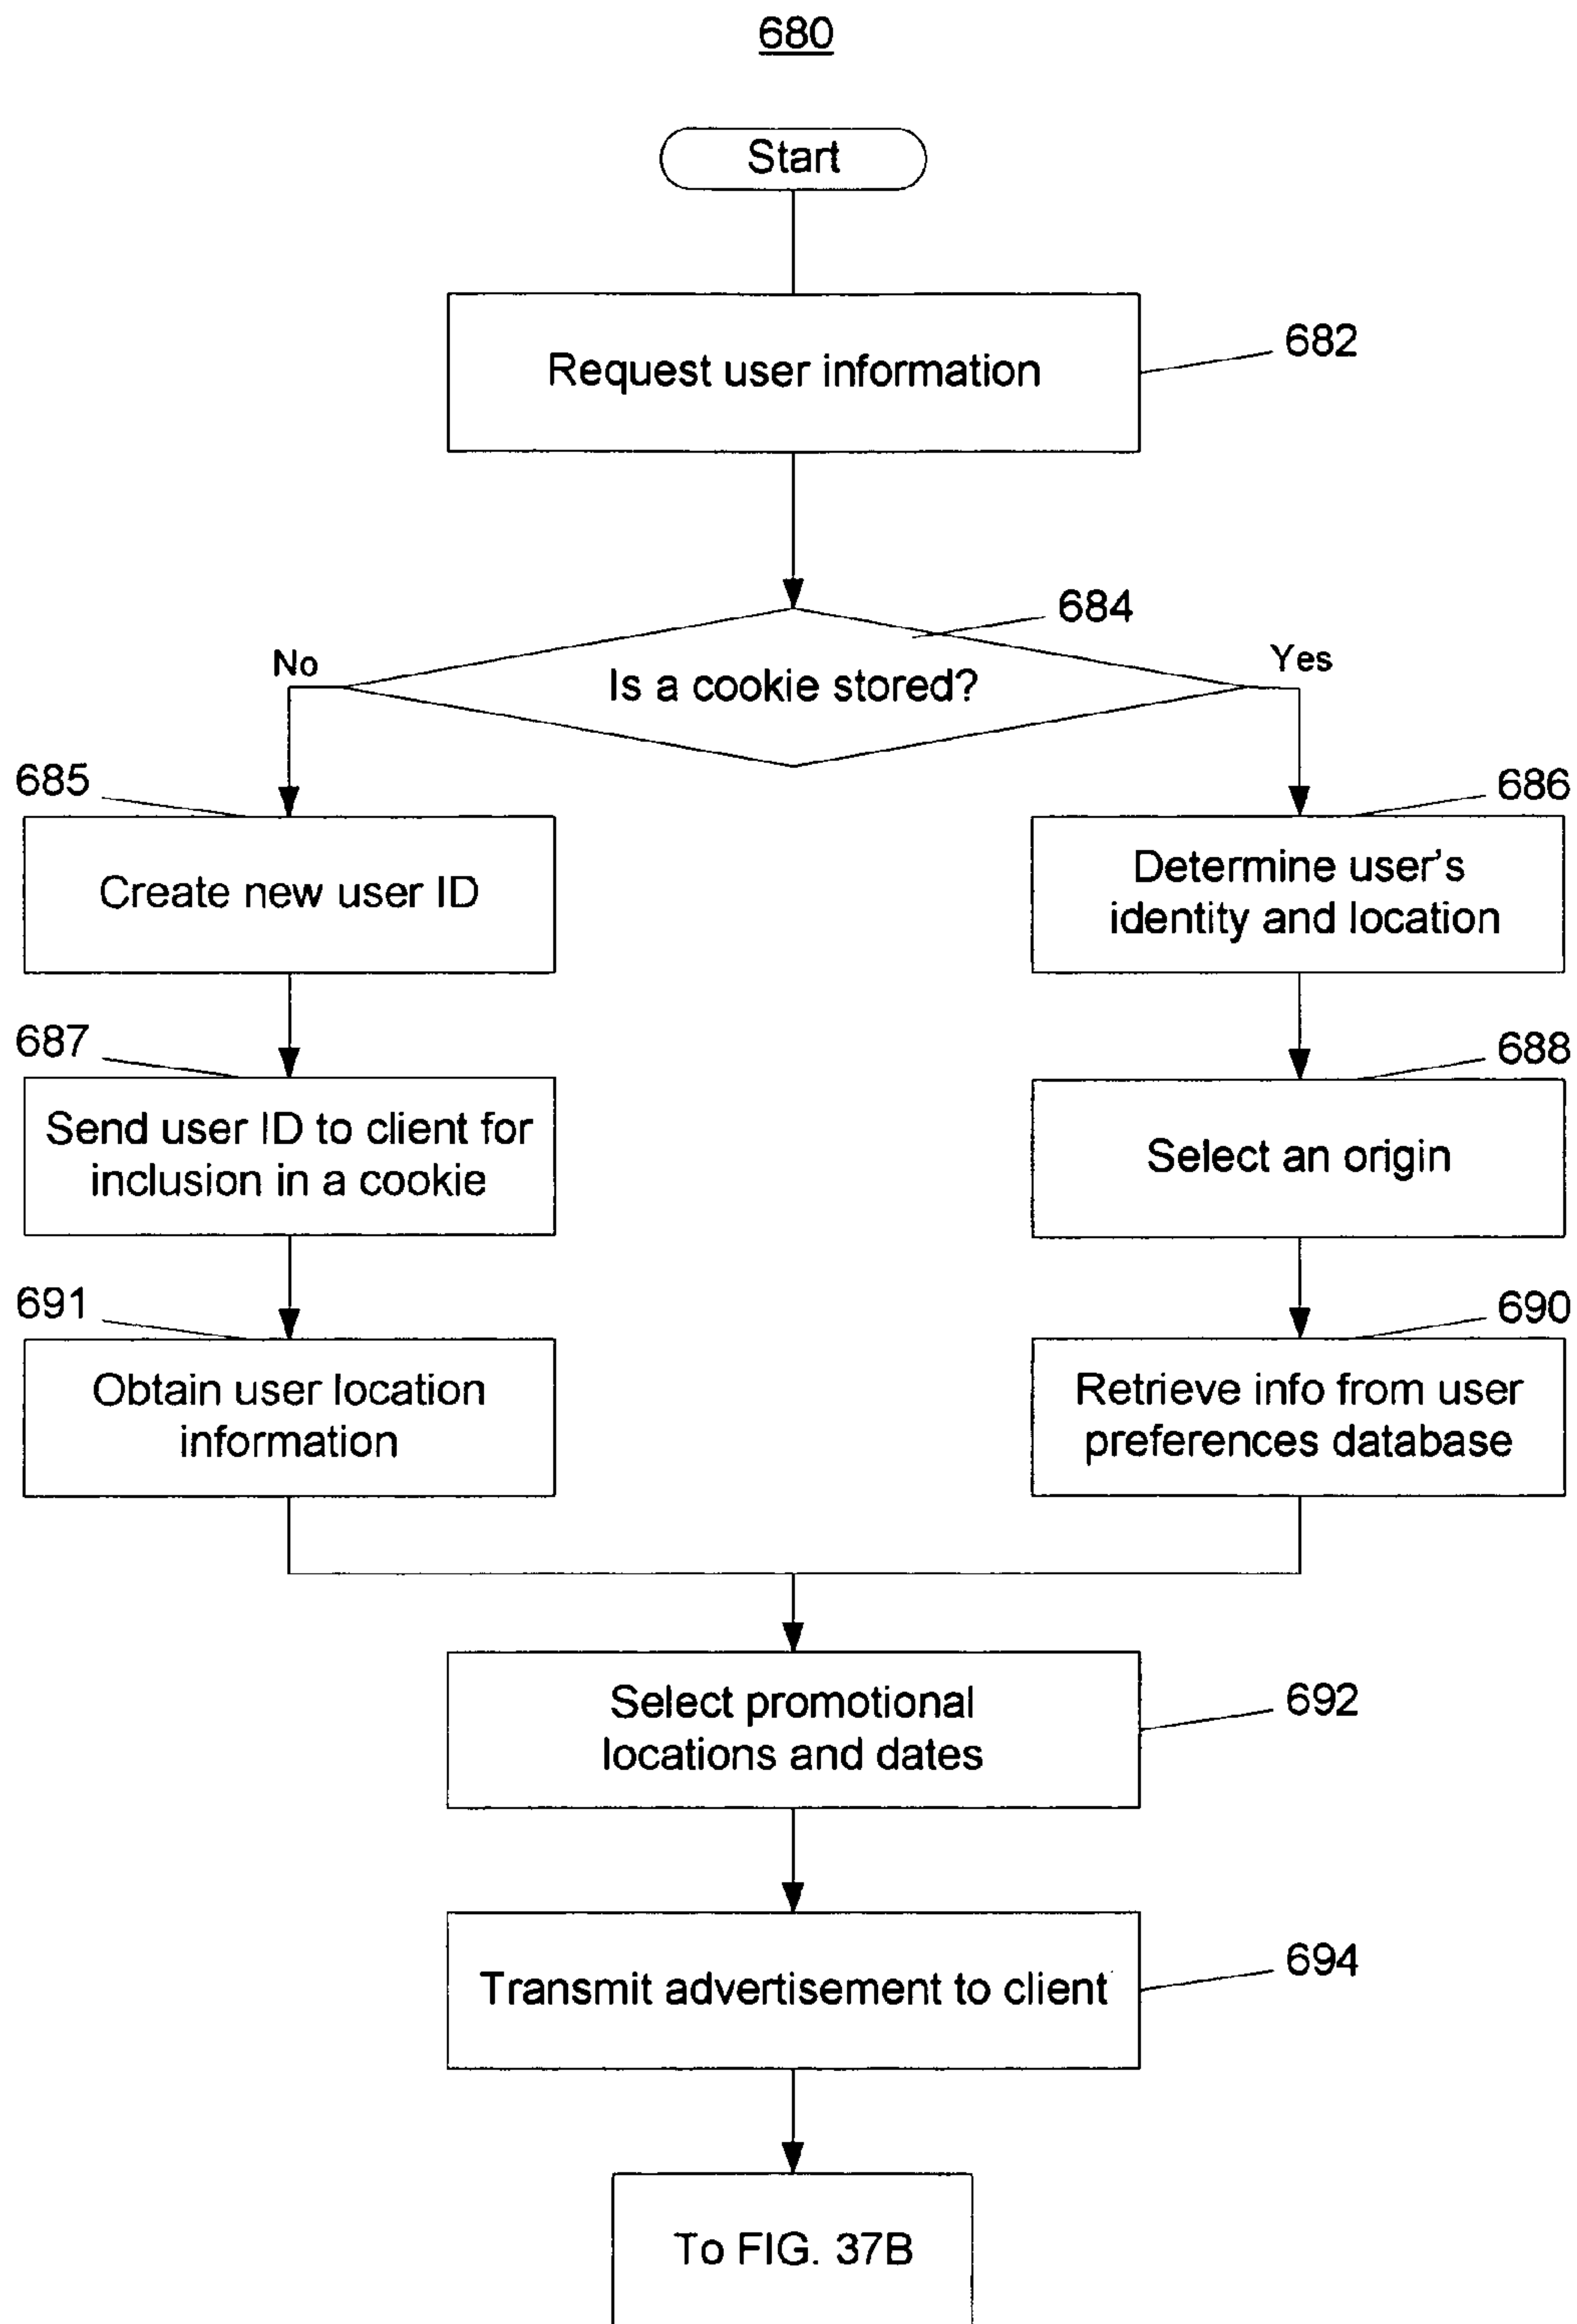 680
Start
Request user information
682
684
No
Yes
Is a cookie stored?
685
686
Create new user ID
Determine user's
identity and location
687
688
Send user ID to client for
inclusion in a cookie
Select an origin
691
690
Obtain user location
information
Retrieve info from user
preferences database
Select promotional
locations and dates
692
Transmit advertisement to client
694
To FIG. 37B